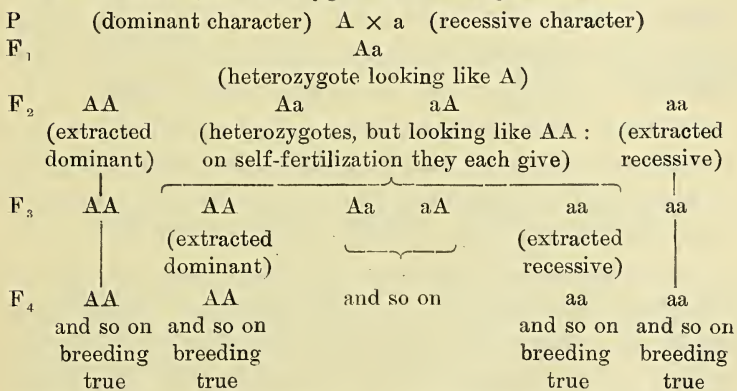 P (dominant character) A × a (recessive character)
F₁ Aa
(heterozygote looking like A)
F₂ AA Aa aA aa
(extracted (heterozygotes, but looking like AA : (extracted
dominant) on self-fertilization they each give) recessive)
F₃ AA AA Aa aA aa aa
(extracted (extracted
dominant) recessive)
F₄ AA AA and so on aa aa
and so on and so on and so on and so on
breeding breeding breeding breeding
true true true true